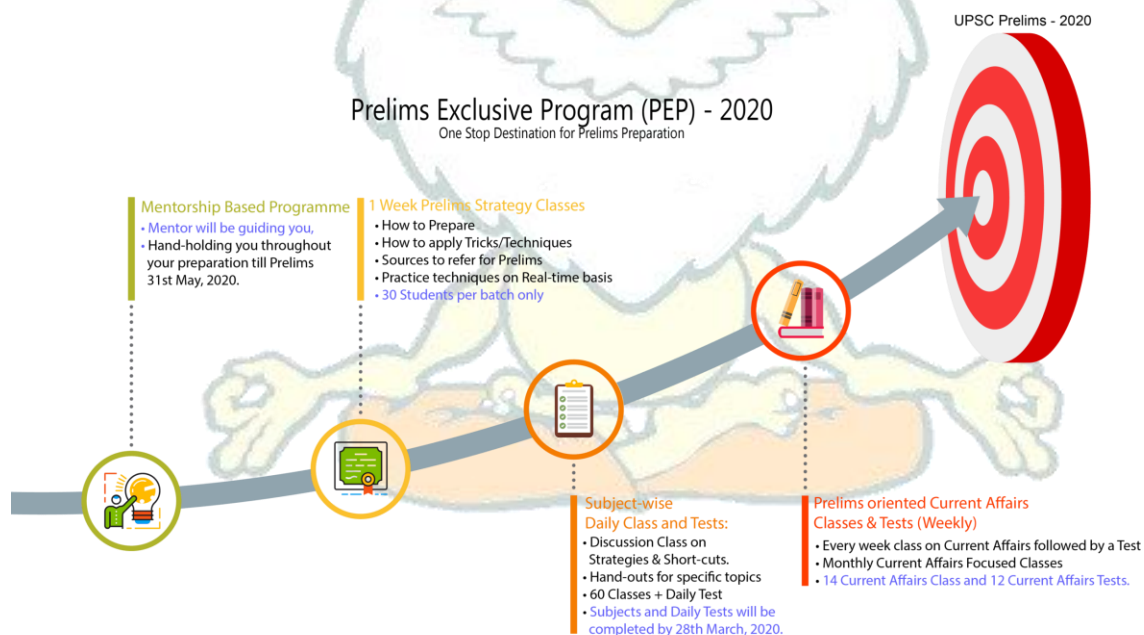 UPSC Prelims - 2020
Prelims Exclusive Program (PEP) - 2020
One Stop Destination for Prelims Preparation
Mentorship Based Programme
• Mentor will be guiding you,
• Hand-holding you throughout
your preparation till Prelims
31st May, 2020.
1 Week Prelims Strategy Classes
• How to Prepare
• How to apply Tricks/Techniques
• Sources to refer for Prelims
• Practice techniques on Real-time basis
• 30 Students per batch only
Subject-wise
Daily Class and Tests:
• Discussion Class on
Strategies & Short-cuts.
• Hand-outs for specific topics
• 60 Classes + Daily Test
• Subjects and Daily Tests will be
completed by 28th March, 2020.
Prelims oriented Current Affairs
Classes & Tests (Weekly)
• Every week class on Current Affairs followed by a Test
• Monthly Current Affairs Focused Classes
• 14 Current Affairs Class and 12 Current Affairs Tests.